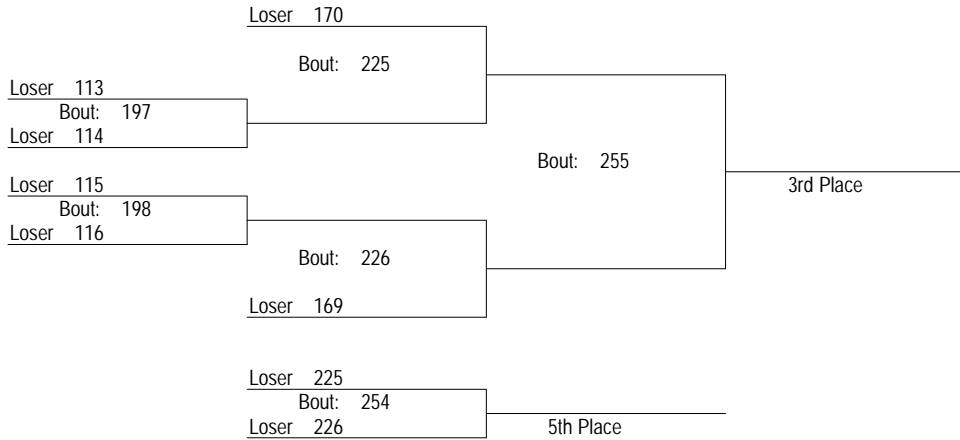 Loser 170
Bout: 225
Loser 113
Bout: 197
Loser 114
Bout: 255
Loser 115
3rd Place
Bout: 198
Loser 116
Bout: 226
Loser 169
Loser 225
Bout: 254
Loser 226
5th Place